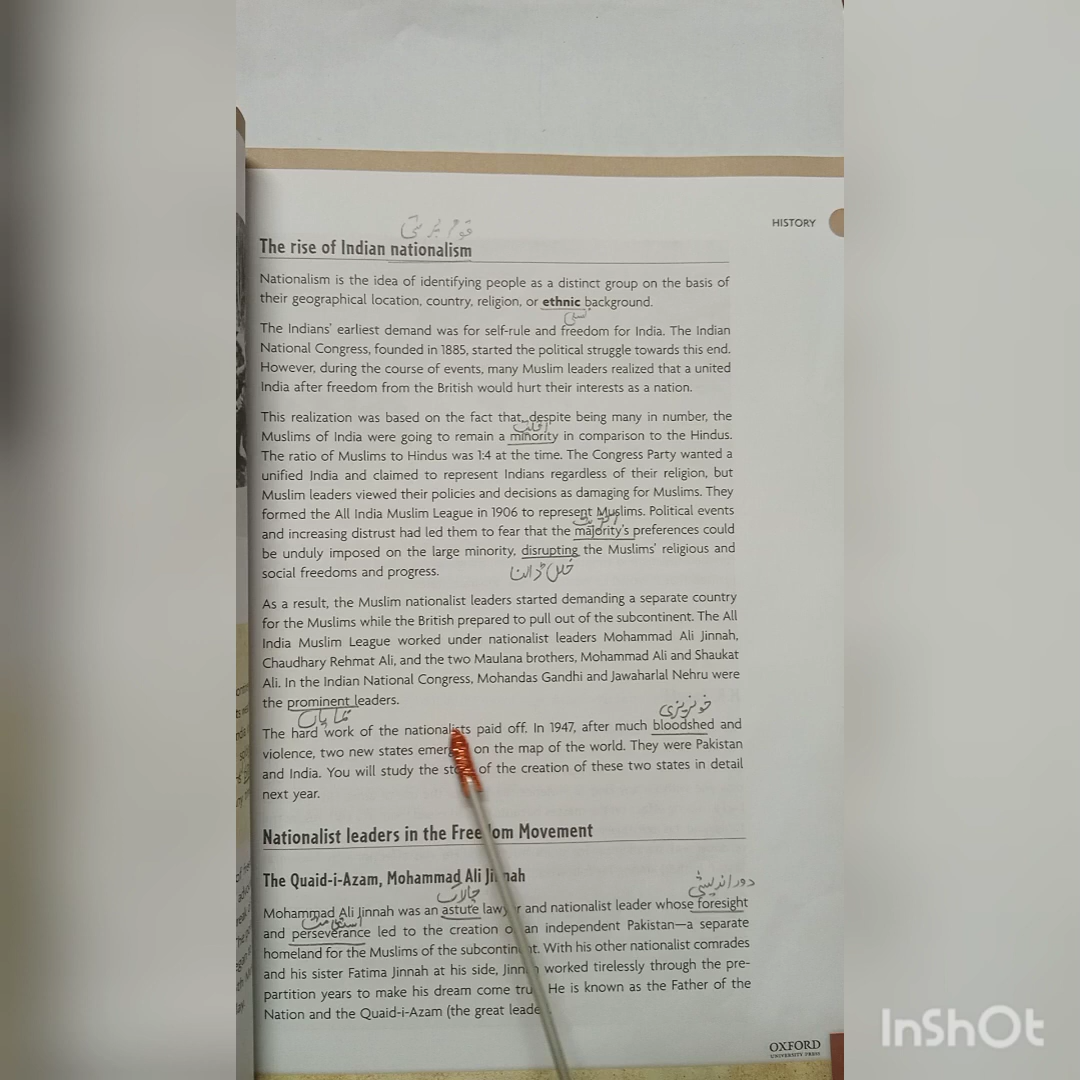 HISTORY
قوم پرستی
The rise of Indian nationalism
Nationalism is the idea of identifying people as a distinct group on the basis of
their geographical location, country, religion, or ethnic background.
نسلی
The Indians' earliest demand was for self-rule and freedom for India. The Indian
National Congress, founded in 1885, started the political struggle towards this end.
However, during the course of events, many Muslim leaders realized that a united
India after freedom from the British would hurt their interests as a nation.
This realization was based on the fact that, despite being many in number, the
اقلیت
Muslims of India were going to remain a minority in comparison to the Hindus.
The ratio of Muslims to Hindus was 1:4 at the time. The Congress Party wanted a
unified India and claimed to represent Indians regardless of their religion, but
Muslim leaders viewed their policies and decisions as damaging for Muslims. They
formed the All India Muslim League in 1906 to represent Muslims. Political events
اکثریت
and increasing distrust had led them to fear that the majority's preferences could
be unduly imposed on the large minority, disrupting the Muslims' religious and
social freedoms and progress.
خلل ڈالنا
As a result, the Muslim nationalist leaders started demanding a separate country
for the Muslims while the British prepared to pull out of the subcontinent. The All
India Muslim League worked under nationalist leaders Mohammad Ali Jinnah,
Chaudhary Rehmat Ali, and the two Maulana brothers, Mohammad Ali and Shaukat
Ali. In the Indian National Congress, Mohandas Gandhi and Jawaharlal Nehru were
the prominent leaders.
نمایاں
خونریزی
The hard work of the nationalists paid off. In 1947, after much bloodshed and
violence, two new states emerg on the map of the world. They were Pakistan
and India. You will study the st of the creation of these two states in detail
next year.
Nationalist leaders in the Free om Movement
The Quaid-i-Azam, Mohammad Ali Ji nah
چالاک
دور اندیشی
Mohammad Ali Jinnah was an astute lawy r and nationalist leader whose foresight
استقامت
and perseverance led to the creation o an independent Pakistan—a separate
homeland for the Muslims of the subcontin nt. With his other nationalist comrades
and his sister Fatima Jinnah at his side, Jinn h worked tirelessly through the pre-
partition years to make his dream come tru He is known as the Father of the
Nation and the Quaid-i-Azam (the great leade
OXFORD
UNIVERSITY PRESS
InShOt